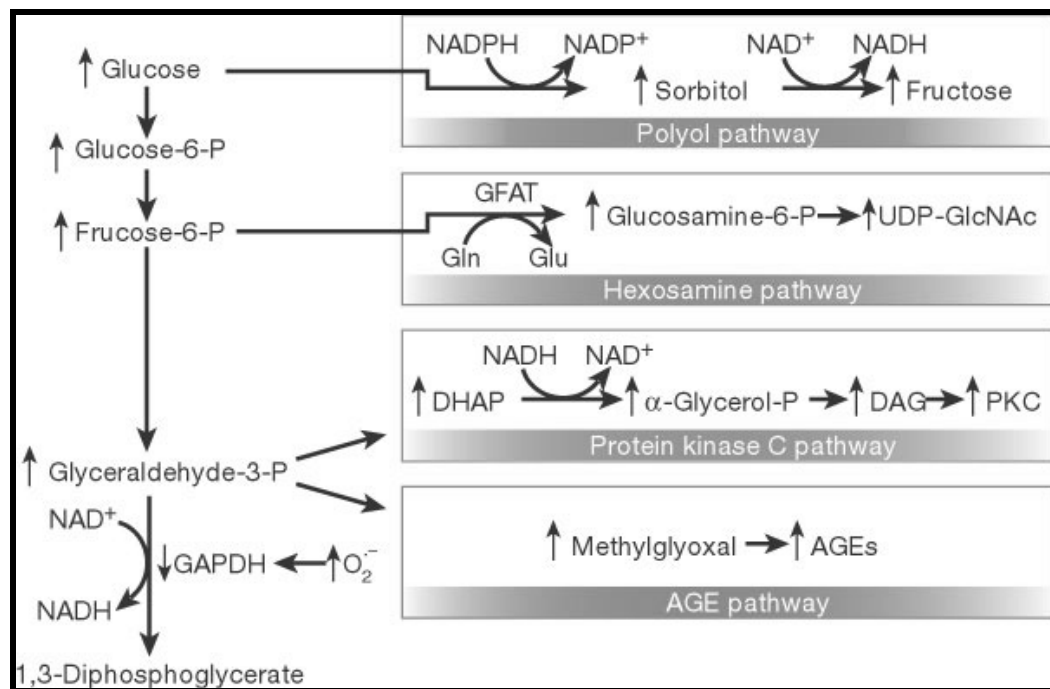 NADPH NADP+ NAD+ NADH
↑ Glucose
↑ Sorbitol ↑ Fructose
Polyol pathway
↑ Glucose-6-P
GFAT
↑ Frucose-6-P
↑ Glucosamine-6-P ↑ UDP-GlcNAc
Gln Glu
Hexosamine pathway
NADH NAD+
↑ DHAP ↑ α-Glycerol-P ↑ DAG ↑ PKC
Protein kinase C pathway
↑ Glyceraldehyde-3-P
NAD+
↓ GAPDH ↑ O2·−
NADH
↑ Methylglyoxal ↑ AGEs
AGE pathway
1,3-Diphosphoglycerate